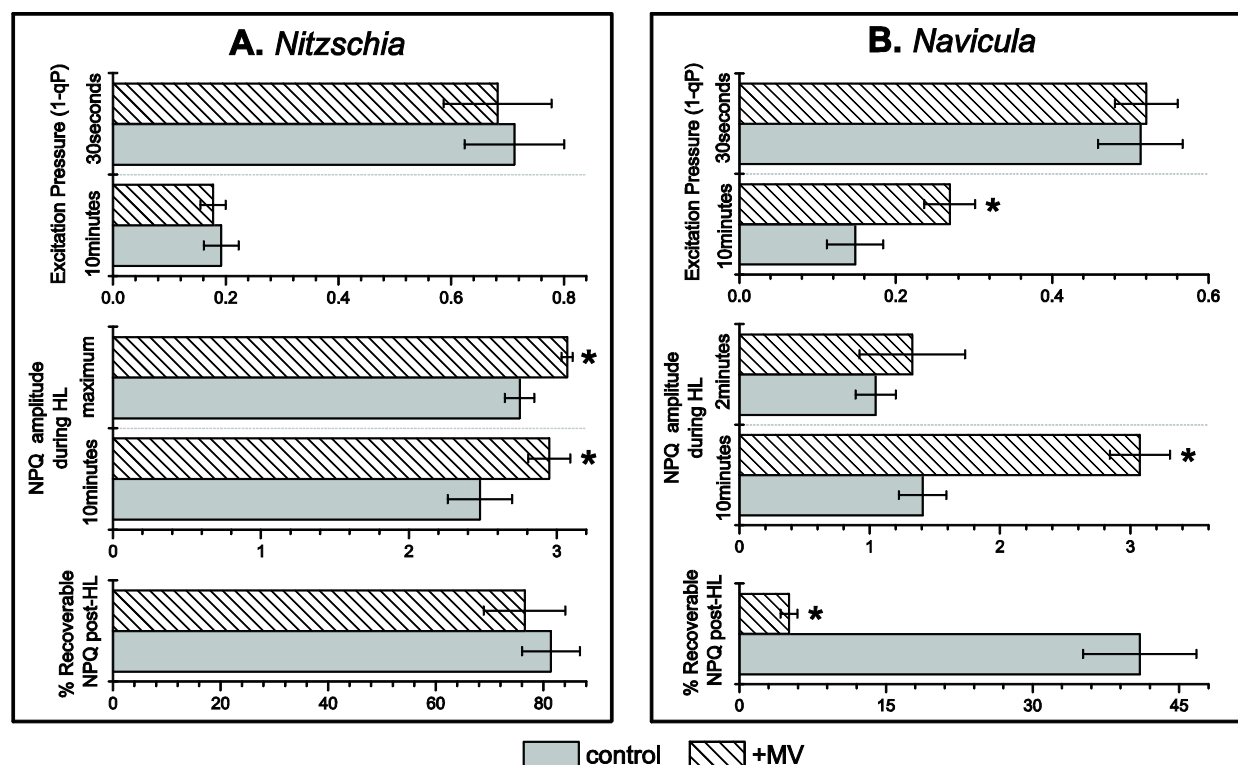 A. Nitzschia
Excitation Pressure (1-qP)
30seconds
10minutes
0.0 0.2 0.4 0.6 0.8
NPQ amplitude
during HL
maximum
*
10minutes
*
0 1 2 3
% Recoverable
NPQ post-HL
0 20 40 60 80
B. Navicula
Excitation Pressure (1-qP)
30seconds
10minutes
*
0.0 0.2 0.4 0.6
NPQ amplitude
during HL
2minutes
10minutes
*
0 1 2 3
% Recoverable
NPQ post-HL
*
0 15 30 45
control +MV